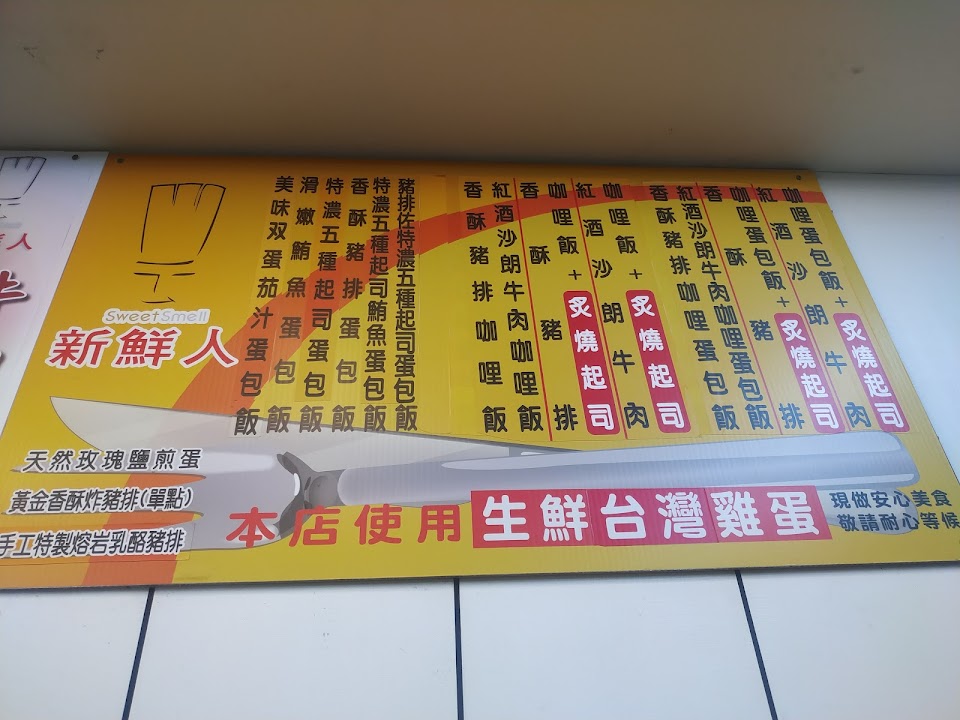 人
Sweet Smell
新鮮人
美味双蛋茄汁蛋包飯
滑嫩鮪魚蛋包飯
特濃五種起司蛋包飯
香酥豬排蛋包飯
特濃五種起司鮪魚蛋包飯
豬排佐特濃五種起司蛋包飯
香酥豬排咖哩飯
紅酒沙朗牛肉咖哩飯
香酥豬排
咖哩飯+炙燒起司
紅酒沙朗牛肉
咖哩飯+炙燒起司
香酥豬排咖哩蛋包飯
紅酒沙朗牛肉咖哩蛋包飯
香酥豬排
咖哩蛋包飯+炙燒起司
紅酒沙朗牛肉
咖哩蛋包飯+炙燒起司
天然玫瑰鹽煎蛋
黃金香酥炸豬排(單點)
手工特製熔岩乳酪豬排
本店使用生鮮台灣雞蛋
現做安心美食
敬請耐心等候